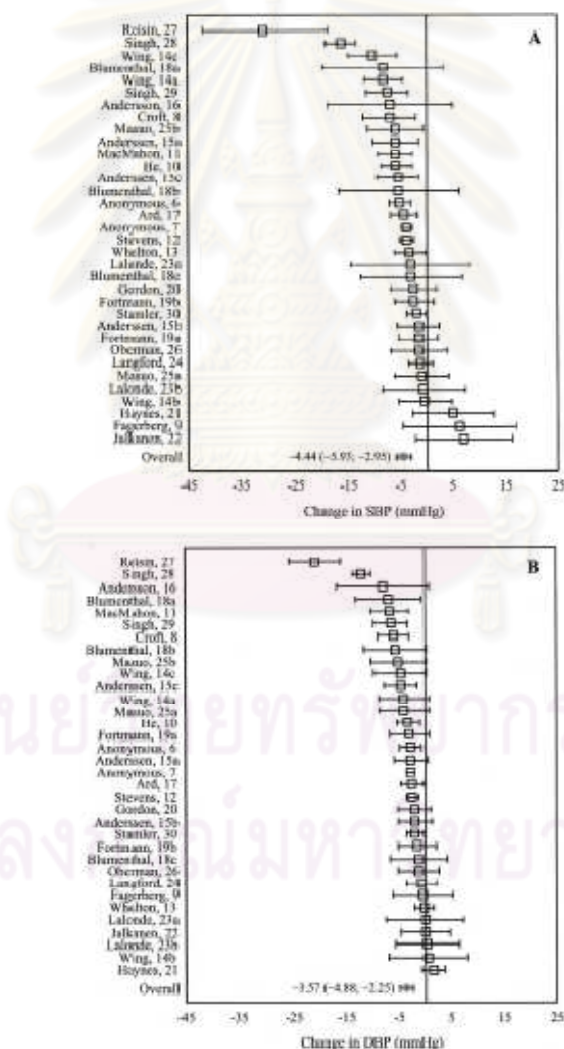 A
Reisin, 27
Singh, 28
Wing, 14c
Blumenthal, 18a
Wing, 14a
Singh, 29
Andersson, 16
Croft, 8
Masuo, 25b
Anderssen, 15a
MacMahon, 11
He, 10
Anderssen, 15c
Blumenthal, 18b
Anonymous, 6
Ard, 17
Anonymous, 7
Stevens, 12
Whelton, 13
Lalonde, 23a
Blumenthal, 18c
Gordon, 20
Fortmann, 19b
Stamler, 30
Anderssen, 15b
Fortmann, 19a
Oberman, 26
Langford, 24
Masuo, 25a
Lalonde, 23b
Wing, 14b
Haynes, 21
Fagerberg, 9
Jalkanen, 22
Overall -4.44 (-5.93; -2.95)
-45 -35 -25 -15 -5 5 15 25
Change in SBP (mmHg)
B
Reisin, 27
Singh, 28
Andersson, 16
Blumenthal, 18a
MacMahon, 11
Singh, 29
Croft, 8
Blumenthal, 18b
Masuo, 25b
Wing, 14c
Anderssen, 15c
Wing, 14a
Masuo, 25a
He, 10
Fortmann, 19a
Anonymous, 6
Anderssen, 15a
Anonymous, 7
Ard, 17
Stevens, 12
Gordon, 20
Anderssen, 15b
Stamler, 30
Fortmann, 19b
Blumenthal, 18c
Oberman, 26
Langford, 24
Fagerberg, 9
Whelton, 13
Lalonde, 23a
Jalkanen, 22
Lalonde, 23b
Wing, 14b
Haynes, 21
Overall -3.57 (-4.88; -2.25)
-45 -35 -25 -15 -5 5 15 25
Change in DBP (mmHg)